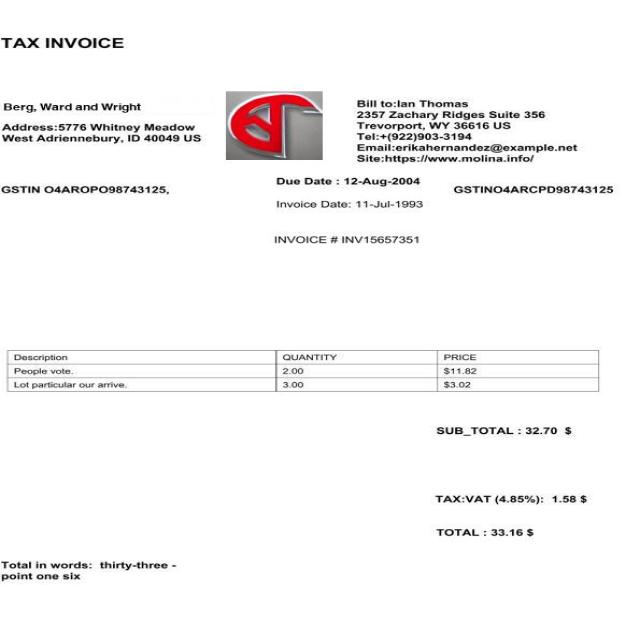 TAX INVOICE
Berg, Ward and Wright
Address:5776 Whitney Meadow
West Adriennebury, ID 40049 US
Bill to:Ian Thomas
2357 Zachary Ridges Suite 356
Trevorport, WY 36616 US
Tel:+(922)903-3194
Email:erikahernandez@example.net
Site:https://www.molina.info/
GSTIN O4AROPO98743125,
Due Date : 12-Aug-2004
GSTINO4ARCPD98743125
Invoice Date: 11-Jul-1993
INVOICE # INV15657351
Description QUANTITY PRICE
People vote. 2.00 $11.82
Lot particular our arrive. 3.00 $3.02
SUB_TOTAL : 32.70 $
TAX:VAT (4.85%): 1.58 $
TOTAL : 33.16 $
Total in words: thirty-three -
point one six